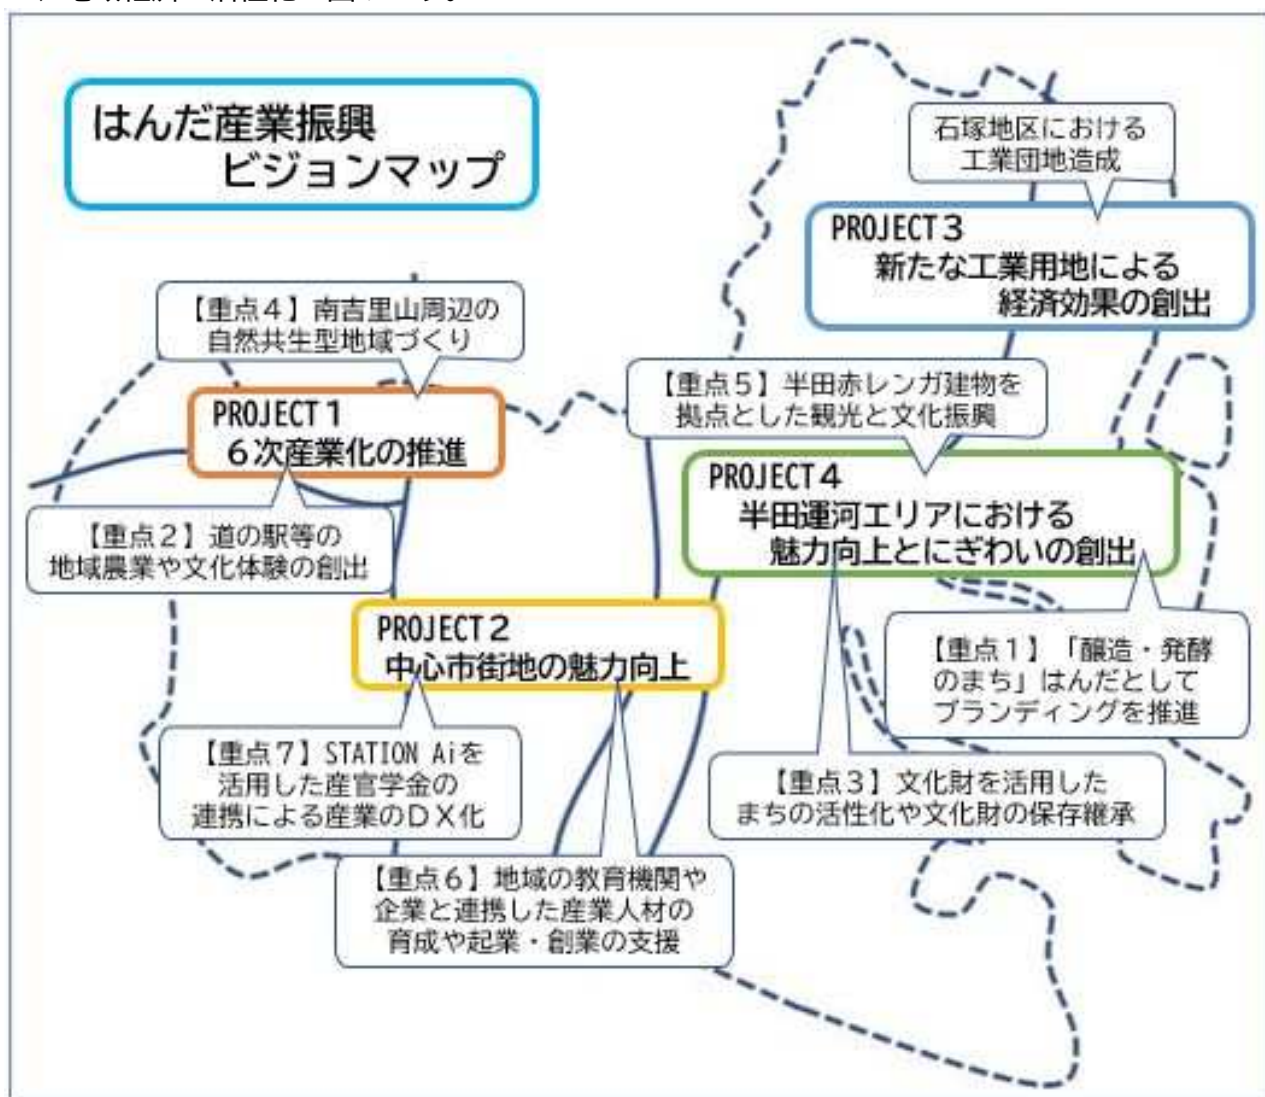 はんだ産業振興
ビジョンマップ
石塚地区における
工業団地造成
PROJECT3
新たな工業用地による
経済効果の創出
【重点4】南吉里山周辺の
自然共生型地域づくり
PROJECT1
6次産業化の推進
【重点2】道の駅等の
地域農業や文化体験の創出
【重点5】半田赤レンガ建物を
拠点とした観光と文化振興
PROJECT4
半田運河エリアにおける
魅力向上とにぎわいの創出
PROJECT2
中心市街地の魅力向上
【重点1】「醸造・発酵
のまち」はんだとして
ブランディングを推進
【重点7】STATION Aiを
活用した産官学金の
連携による産業のDX化
【重点3】文化財を活用した
まちの活性化や文化財の保存継承
【重点6】地域の教育機関や
企業と連携した産業人材の
育成や起業・創業の支援